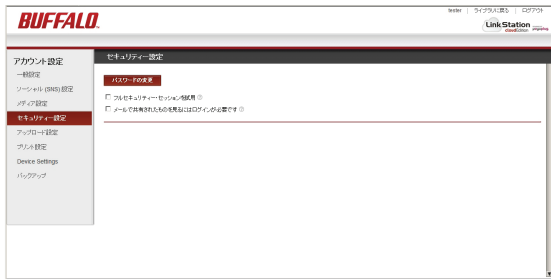 tester | ライブラリに戻る | ログアウト
BUFFALO
LinkStation
cloudEdition
アカウント設定
一般設定
ソーシャル (SNS) 設定
メディア設定
セキュリティー設定
アップロード設定
プリント設定
Device Settings
バックアップ
セキュリティー設定
パスワードの変更
フルセキュリティー・セッションを試用
メールで共有されたものを見るにはログインが必要です